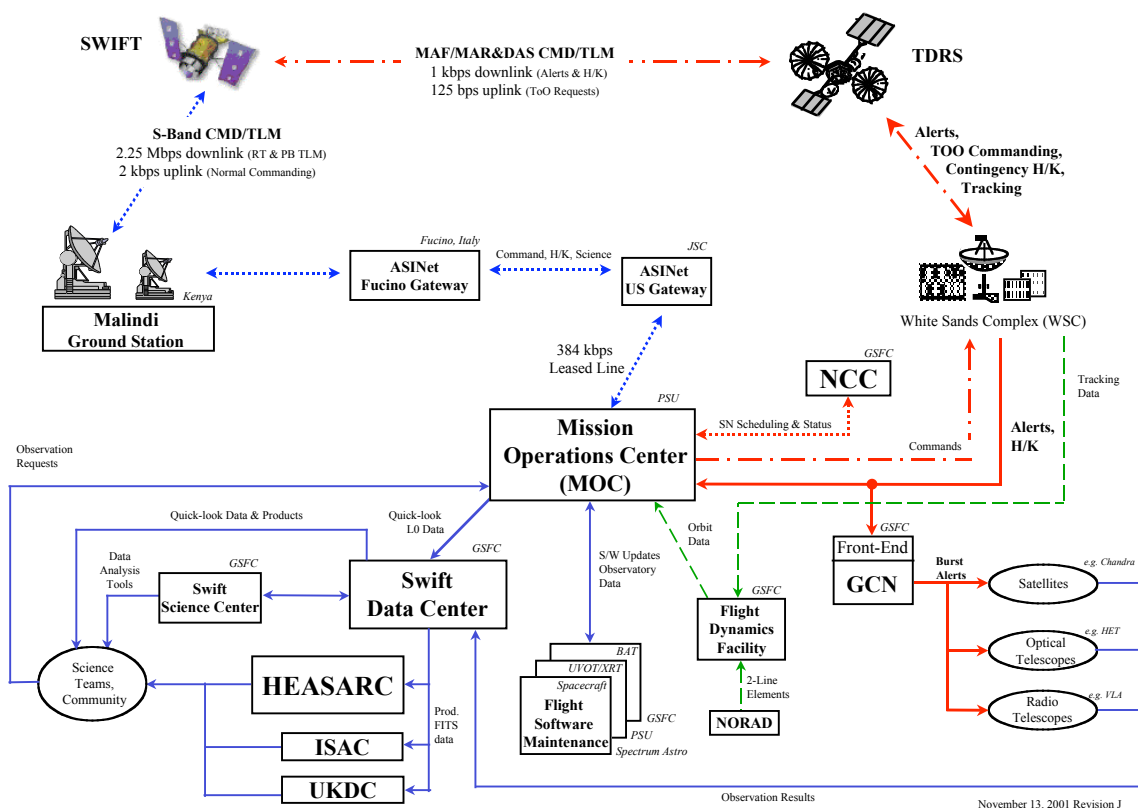 SWIFT
MAF/MAR&DAS CMD/TLM
1 kbps downlink (Alerts & H/K)
125 bps uplink (ToO Requests)
TDRS
S-Band CMD/TLM
2.25 Mbps downlink (RT & PB TLM)
2 kbps uplink (Normal Commanding)
Alerts,
TOO Commanding,
Contingency H/K,
Tracking
Kenya
Malindi
Ground Station
Fucino, Italy
ASINet
Fucino Gateway
Command, H/K, Science
JSC
ASINet
US Gateway
White Sands Complex (WSC)
384 kbps
Leased Line
GSFC
NCC
Tracking
Data
PSU
Mission
Operations Center
(MOC)
SN Scheduling & Status
Commands
Alerts,
H/K
Observation
Requests
Quick-look Data & Products
Quick-look
L0 Data
S/W Updates
Observatory
Data
Orbit
Data
GSFC
Front-End
GCN
Burst
Alerts
e.g. Chandra
Satellites
e.g. HET
Optical
Telescopes
e.g. VLA
Radio
Telescopes
Data
Analysis
Tools
GSFC
Swift
Science Center
GSFC
Swift
Data Center
GSFC
Flight
Dynamics
Facility
2-Line
Elements
NORAD
Science
Teams,
Community
HEASARC
Prod.
FITS
data
ISAC
UKDC
BAT
UVOT/XRT
Spacecraft
Flight
Software
Maintenance
GSFC
PSU
Spectrum Astro
Observation Results
November 13, 2001 Revision J